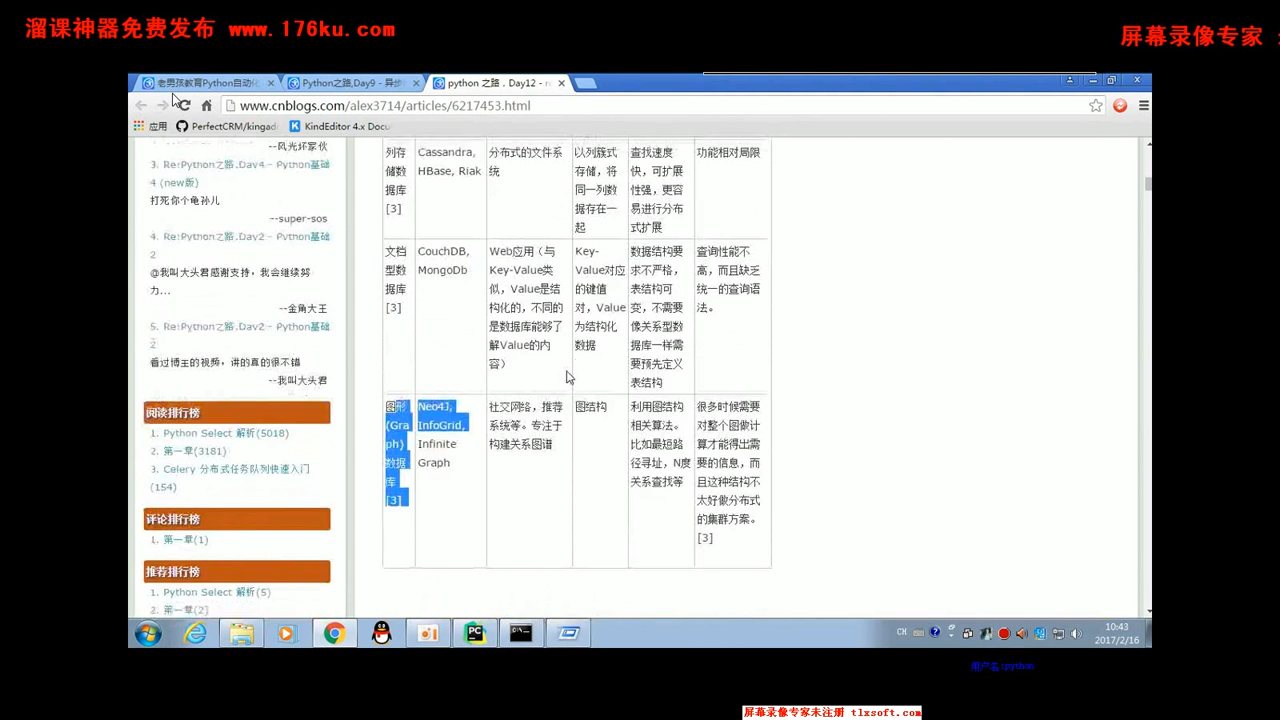 溜课神器免费发布 www.176ku.com
屏幕录像专家
老男孩教育Python自动化
Python之路,Day9 - 异步
python 之路，Day12 - re
www.cnblogs.com/alex3714/articles/6217453.html
应用
PerfectCRM/kingad
KindEditor 4.x Docu
--风光坏家伙
3. Re:Python之路,Day4 - Python基础
4 (new版)
打死你个龟孙儿
--super-sos
4. Re:Python之路,Day2 - Python基础
2
@我叫大头君感谢支持，我会继续努
力...
--金角大王
5. Re:Python之路,Day2 - Python基础
2
看过博主的视频，讲的真的很不错
--我叫大头君
阅读排行榜
1. Python Select 解析(5018)
2. 第一章(3181)
3. Celery 分布式任务队列快速入门
(154)
评论排行榜
1. 第一章(1)
推荐排行榜
1. Python Select 解析(5)
2. 第一章(2)
列存
储数
据库
[3]
Cassandra,
HBase, Riak
分布式的文件系
统
以列簇式
存储，将
同一列数
据存在一
起
查找速度
快，可扩展
性强，更容
易进行分布
式扩展
功能相对局限
文档
型数
据库
[3]
CouchDB,
MongoDb
Web应用（与
Key-Value类
似，Value是结
构化的，不同的
是数据库能够了
解Value的内
容）
Key-
Value对应
的键值
对，Value
为结构化
数据
数据结构要
求不严格，
表结构可
变，不需要
像关系型数
据库一样需
要预先定义
表结构
查询性能不
高，而且缺乏
统一的查询语
法。
图形
(Gra
ph)
数据
库
[3]
Neo4J,
InfoGrid,
Infinite
Graph
社交网络，推荐
系统等。专注于
构建关系图谱
图结构
利用图结构
相关算法。
比如最短路
径寻址，N度
关系查找等
很多时候需要
对整个图做计
算才能得出需
要的信息，而
且这种结构不
太好做分布式
的集群方案。
[3]
CH
10:43
2017/2/16
用户名:python
屏幕录像专家未注册 tlxsoft.com